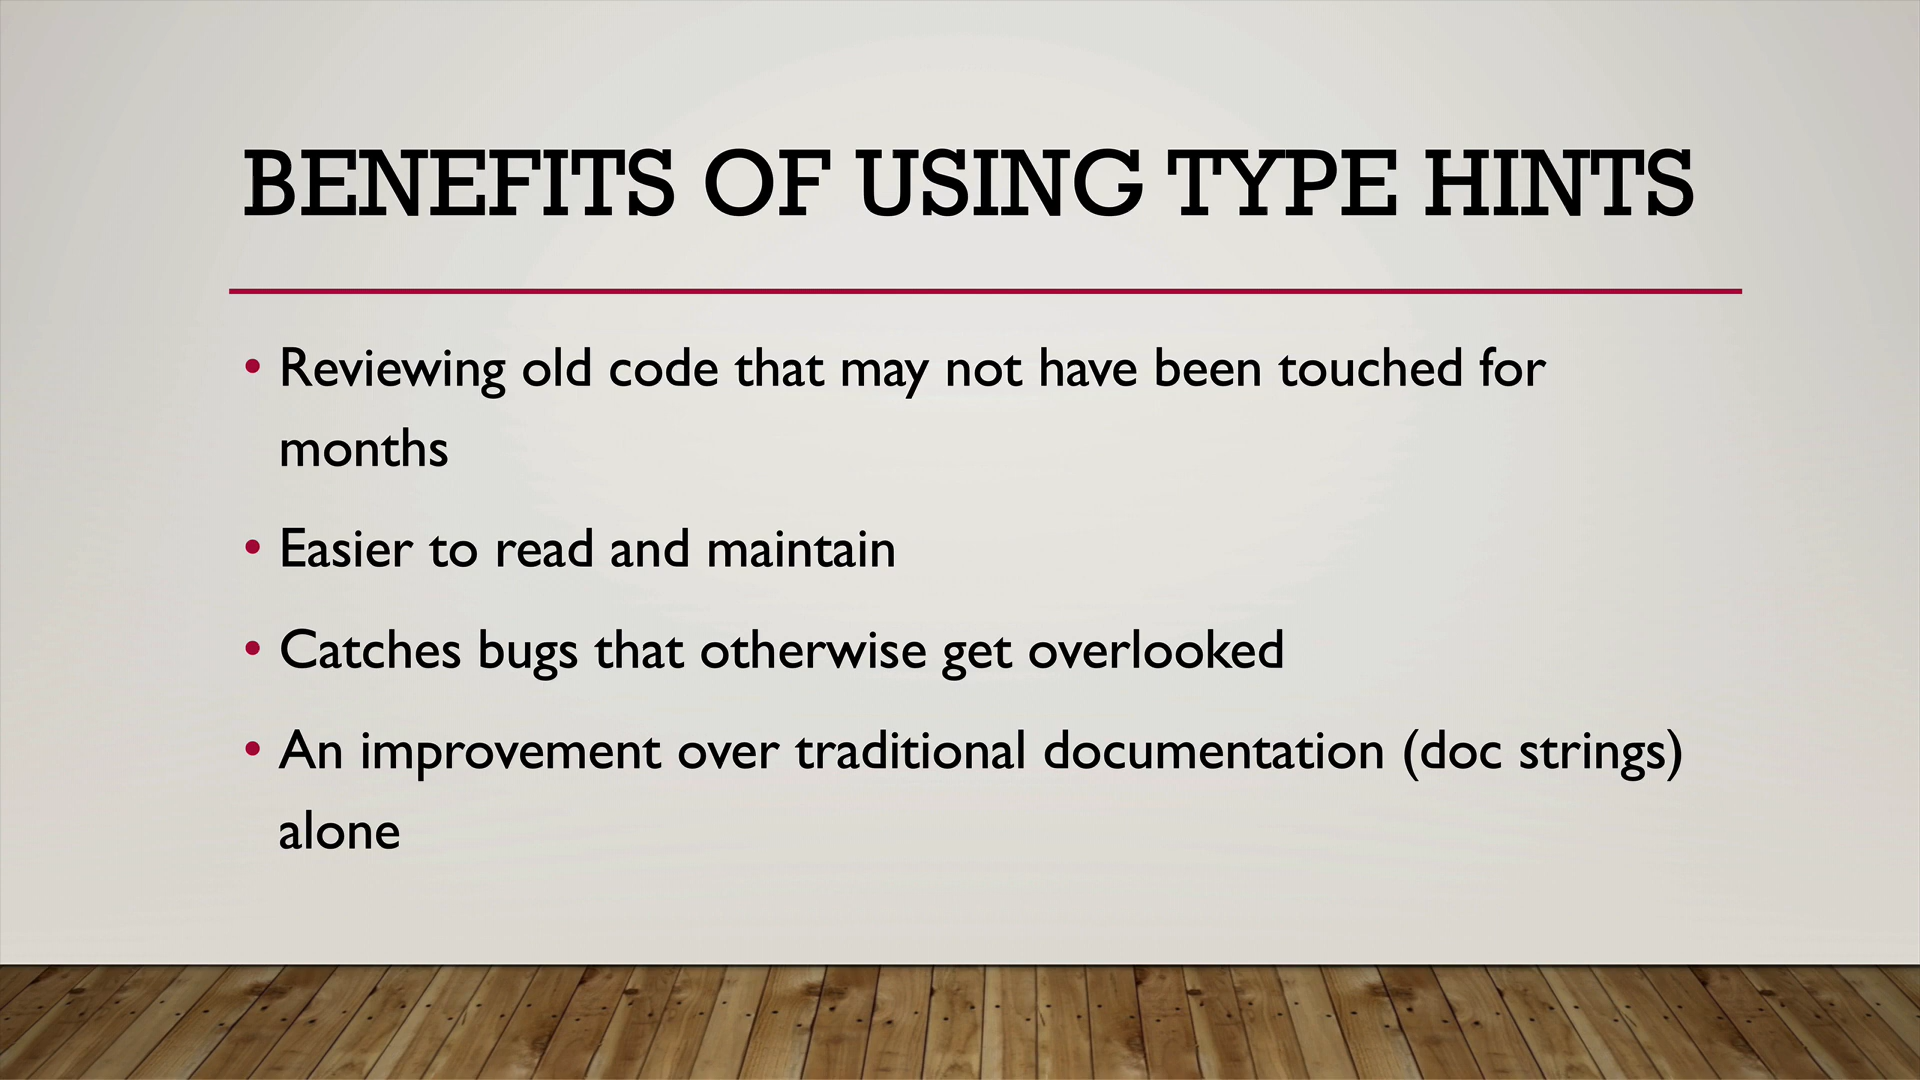 BENEFITS OF USING TYPE HINTS
• Reviewing old code that may not have been touched for
months
• Easier to read and maintain
• Catches bugs that otherwise get overlooked
• An improvement over traditional documentation (doc strings)
alone